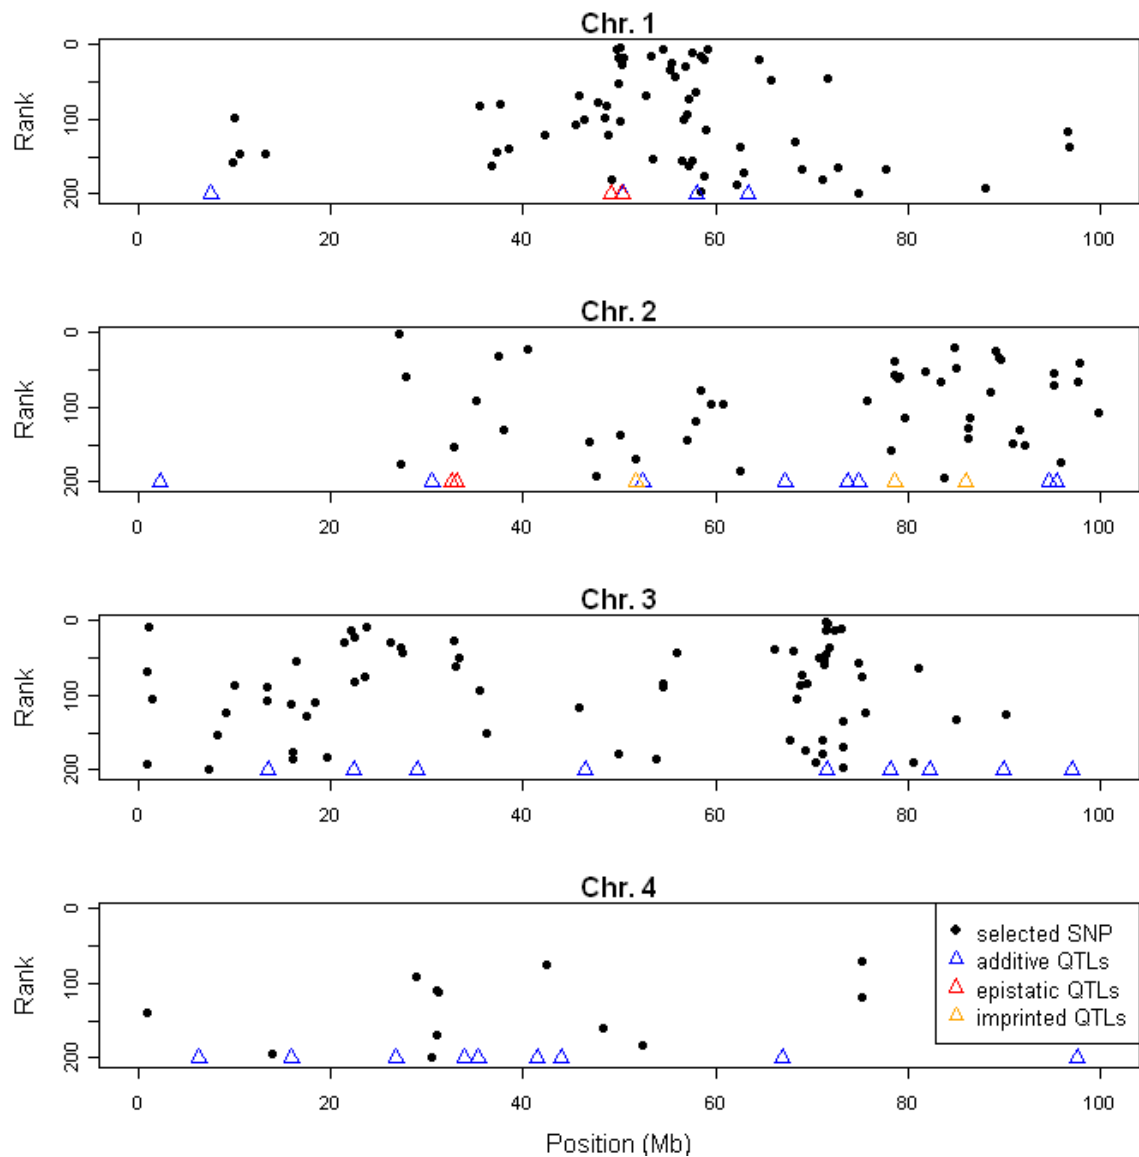 Chr. 1
Rank
0
100
200
0 20 40 60 80 100
Chr. 2
Rank
0
100
200
0 20 40 60 80 100
Chr. 3
Rank
0
100
200
0 20 40 60 80 100
Chr. 4
Rank
0
100
200
selected SNP
additive QTLs
epistatic QTLs
imprinted QTLs
0 20 40 60 80 100
Position (Mb)